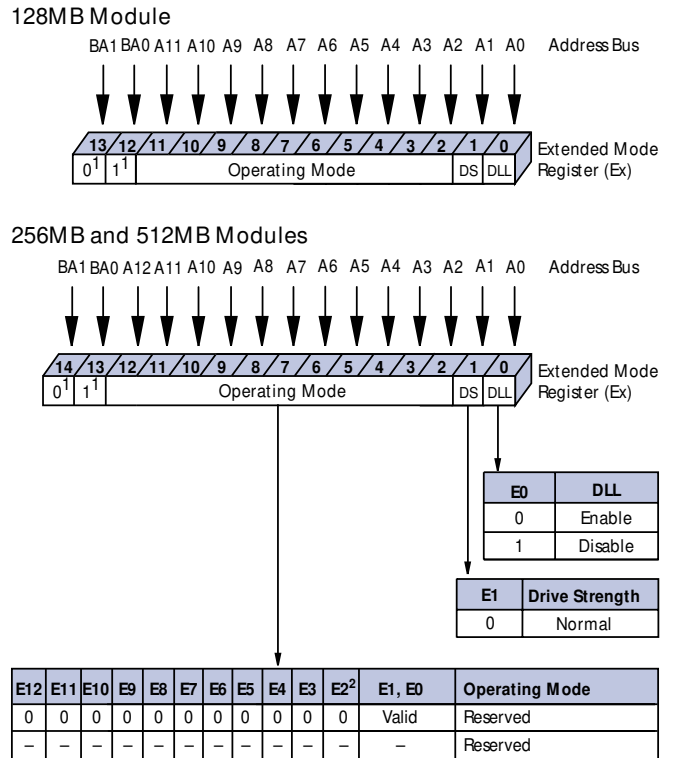 128MB Module
BA1 BA0 A11 A10 A9 A8 A7 A6 A5 A4 A3 A2 A1 A0 Address Bus
13 12 11 10 9 8 7 6 5 4 3 2 1 0 Extended Mode
0¹ 1¹ Operating Mode DS DLL Register (Ex)
256MB and 512MB Modules
BA1 BA0 A12 A11 A10 A9 A8 A7 A6 A5 A4 A3 A2 A1 A0 Address Bus
14 13 12 11 10 9 8 7 6 5 4 3 2 1 0 Extended Mode
0¹ 1¹ Operating Mode DS DLL Register (Ex)
E0 DLL
0 Enable
1 Disable
E1 Drive Strength
0 Normal
E12 E11 E10 E9 E8 E7 E6 E5 E4 E3 E2² E1, E0 Operating Mode
0 0 0 0 0 0 0 0 0 0 0 Valid Reserved
– – – – – – – – – – – – Reserved